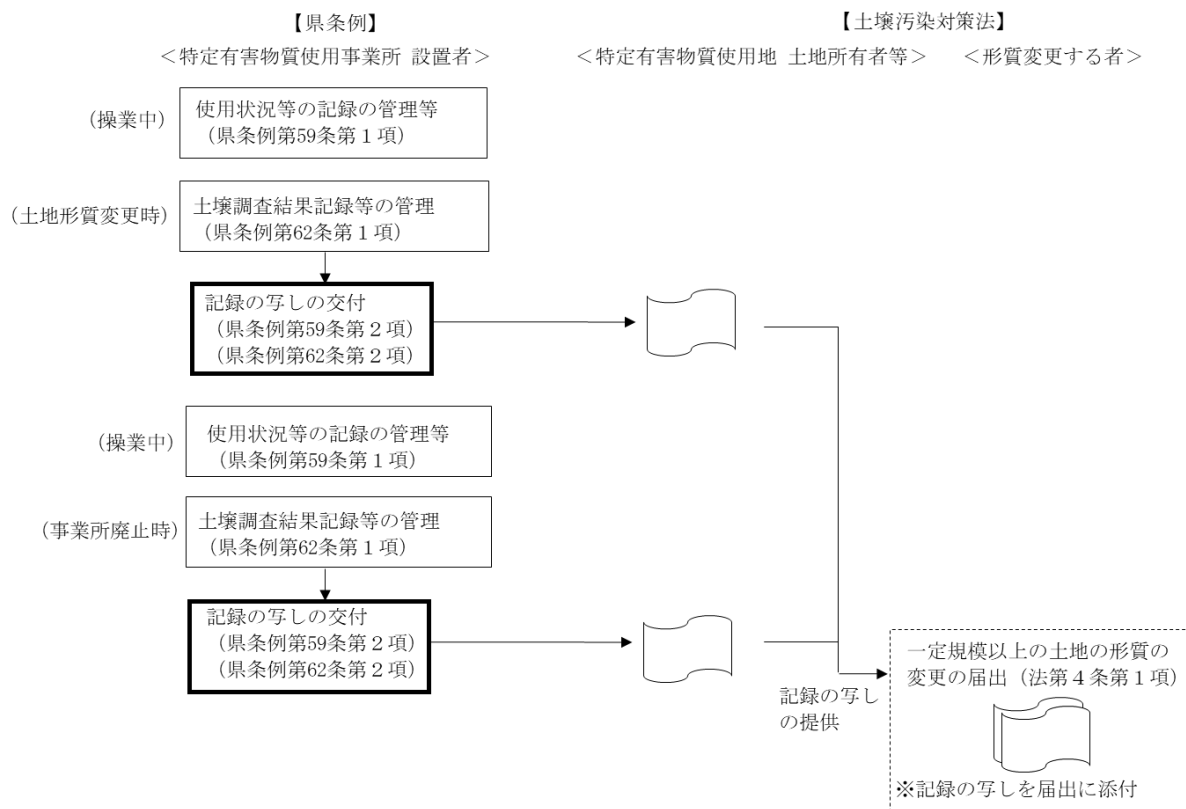 【県条例】
【土壌汚染対策法】
＜特定有害物質使用事業所 設置者＞
＜特定有害物質使用地 土地所有者等＞
＜形質変更する者＞
（操業中）
使用状況等の記録の管理等
（県条例第59条第１項）
（土地形質変更時）
土壌調査結果記録等の管理
（県条例第62条第１項）
記録の写しの交付
（県条例第59条第２項）
（県条例第62条第２項）
（操業中）
使用状況等の記録の管理等
（県条例第59条第１項）
（事業所廃止時）
土壌調査結果記録等の管理
（県条例第62条第１項）
記録の写しの交付
（県条例第59条第２項）
（県条例第62条第２項）
記録の写し
の提供
一定規模以上の土地の形質の
変更の届出（法第４条第１項）
※記録の写しを届出に添付